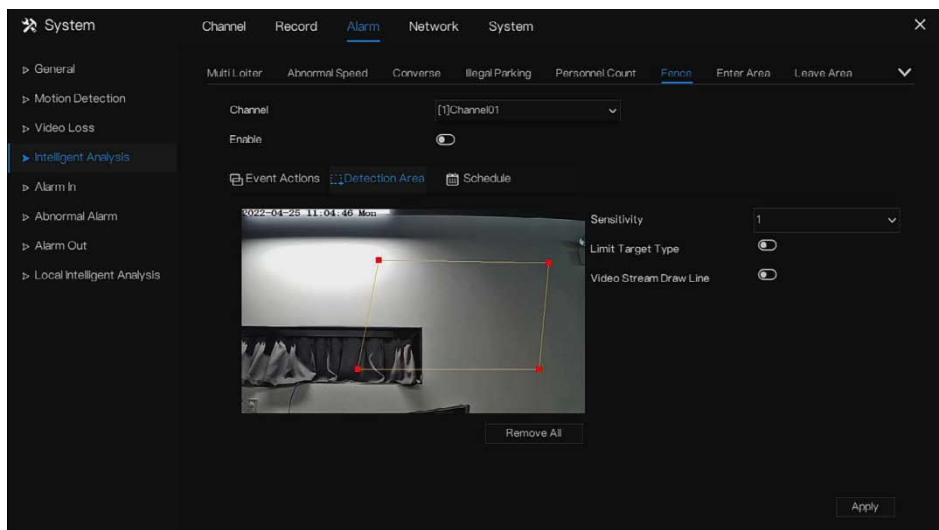 System
Channel Record Alarm Network System
General
Motion Detection
Video Loss
Intelligent Analysis
Alarm In
Abnormal Alarm
Alarm Out
Local Intelligent Analysis
Multi Loiter Abnormal Speed Converse Illegal Parking Personnel Count Fence Enter Area Leave Area
Channel [1]Channel01
Enable
Event Actions Detection Area Schedule
2022-04-25 11:04:46 Mon
Sensitivity 1
Limit Target Type
Video Stream Draw Line
Remove All
Apply